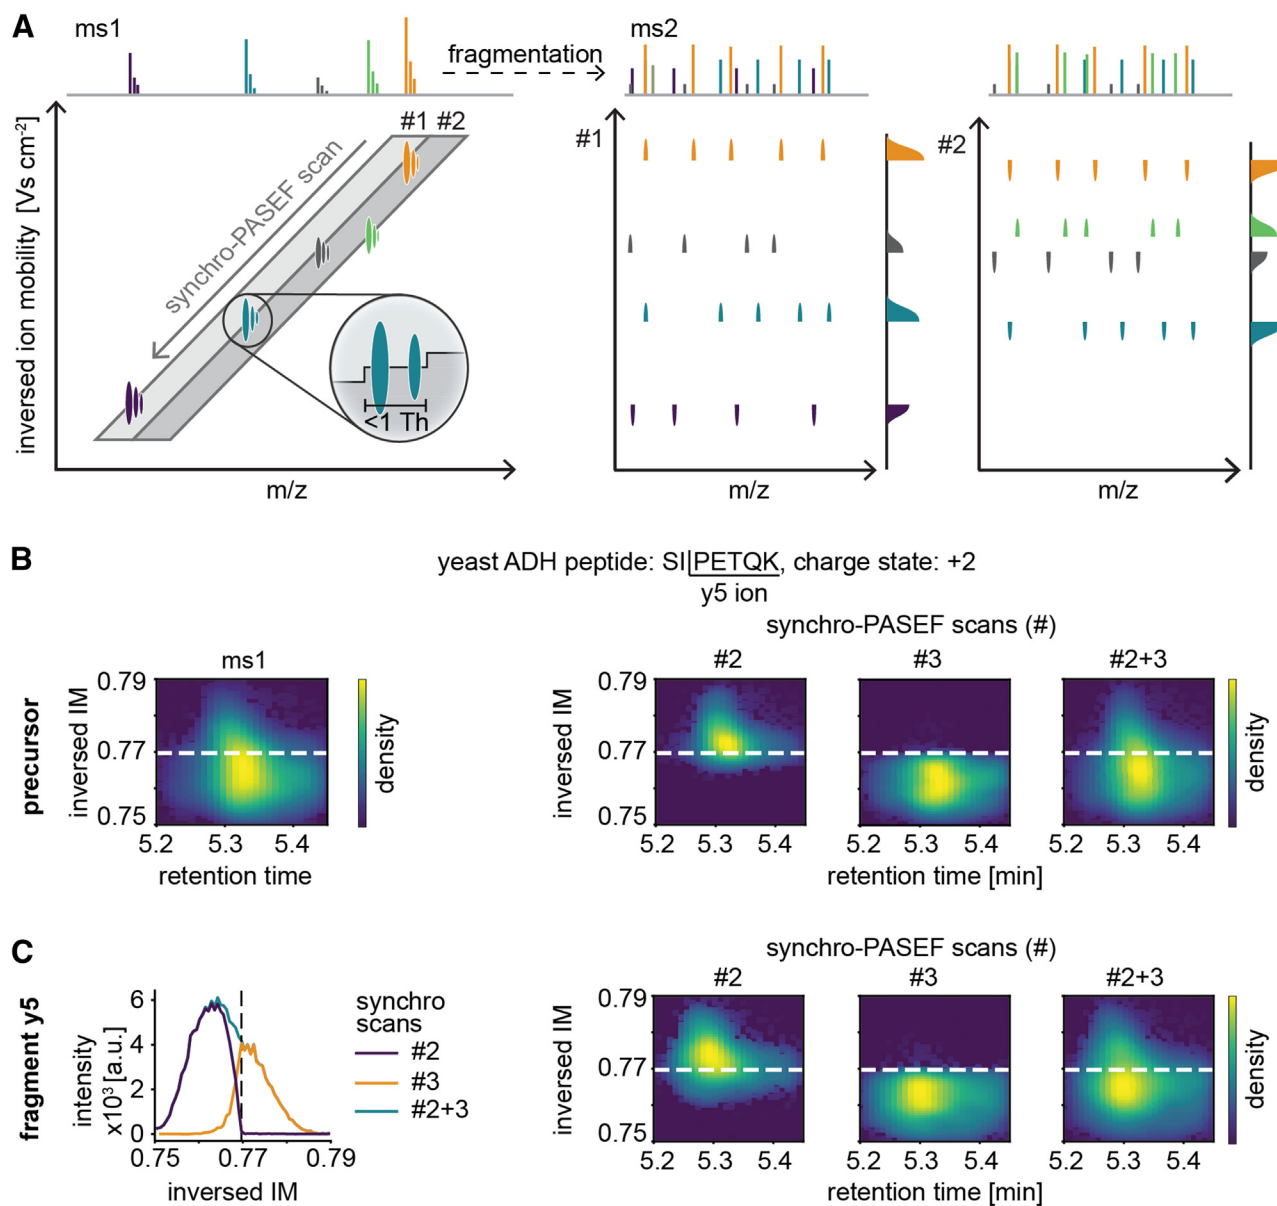 A
ms1
fragmentation
ms2
#1 #2
#1
#2
inversed ion mobility [Vs cm-2]
synchro-PASEF scan
<1 Th
m/z
m/z
m/z
B
yeast ADH peptide: SI|PETQK, charge state: +2
y5 ion
synchro-PASEF scans (#)
precursor
ms1
#2
#3
#2+3
inversed IM
0.79
0.77
0.75
density
5.2 5.3 5.4
retention time
inversed IM
0.79
0.77
0.75
5.2 5.3 5.4
5.2 5.3 5.4
5.2 5.3 5.4
density
retention time [min]
C
synchro-PASEF scans (#)
fragment y5
intensity
x10³ [a.u.]
6
4
2
0
0.75 0.77 0.79
inversed IM
synchro
scans
#2
#3
#2+3
#2
#3
#2+3
inversed IM
0.79
0.77
0.75
5.2 5.3 5.4
5.2 5.3 5.4
5.2 5.3 5.4
density
retention time [min]